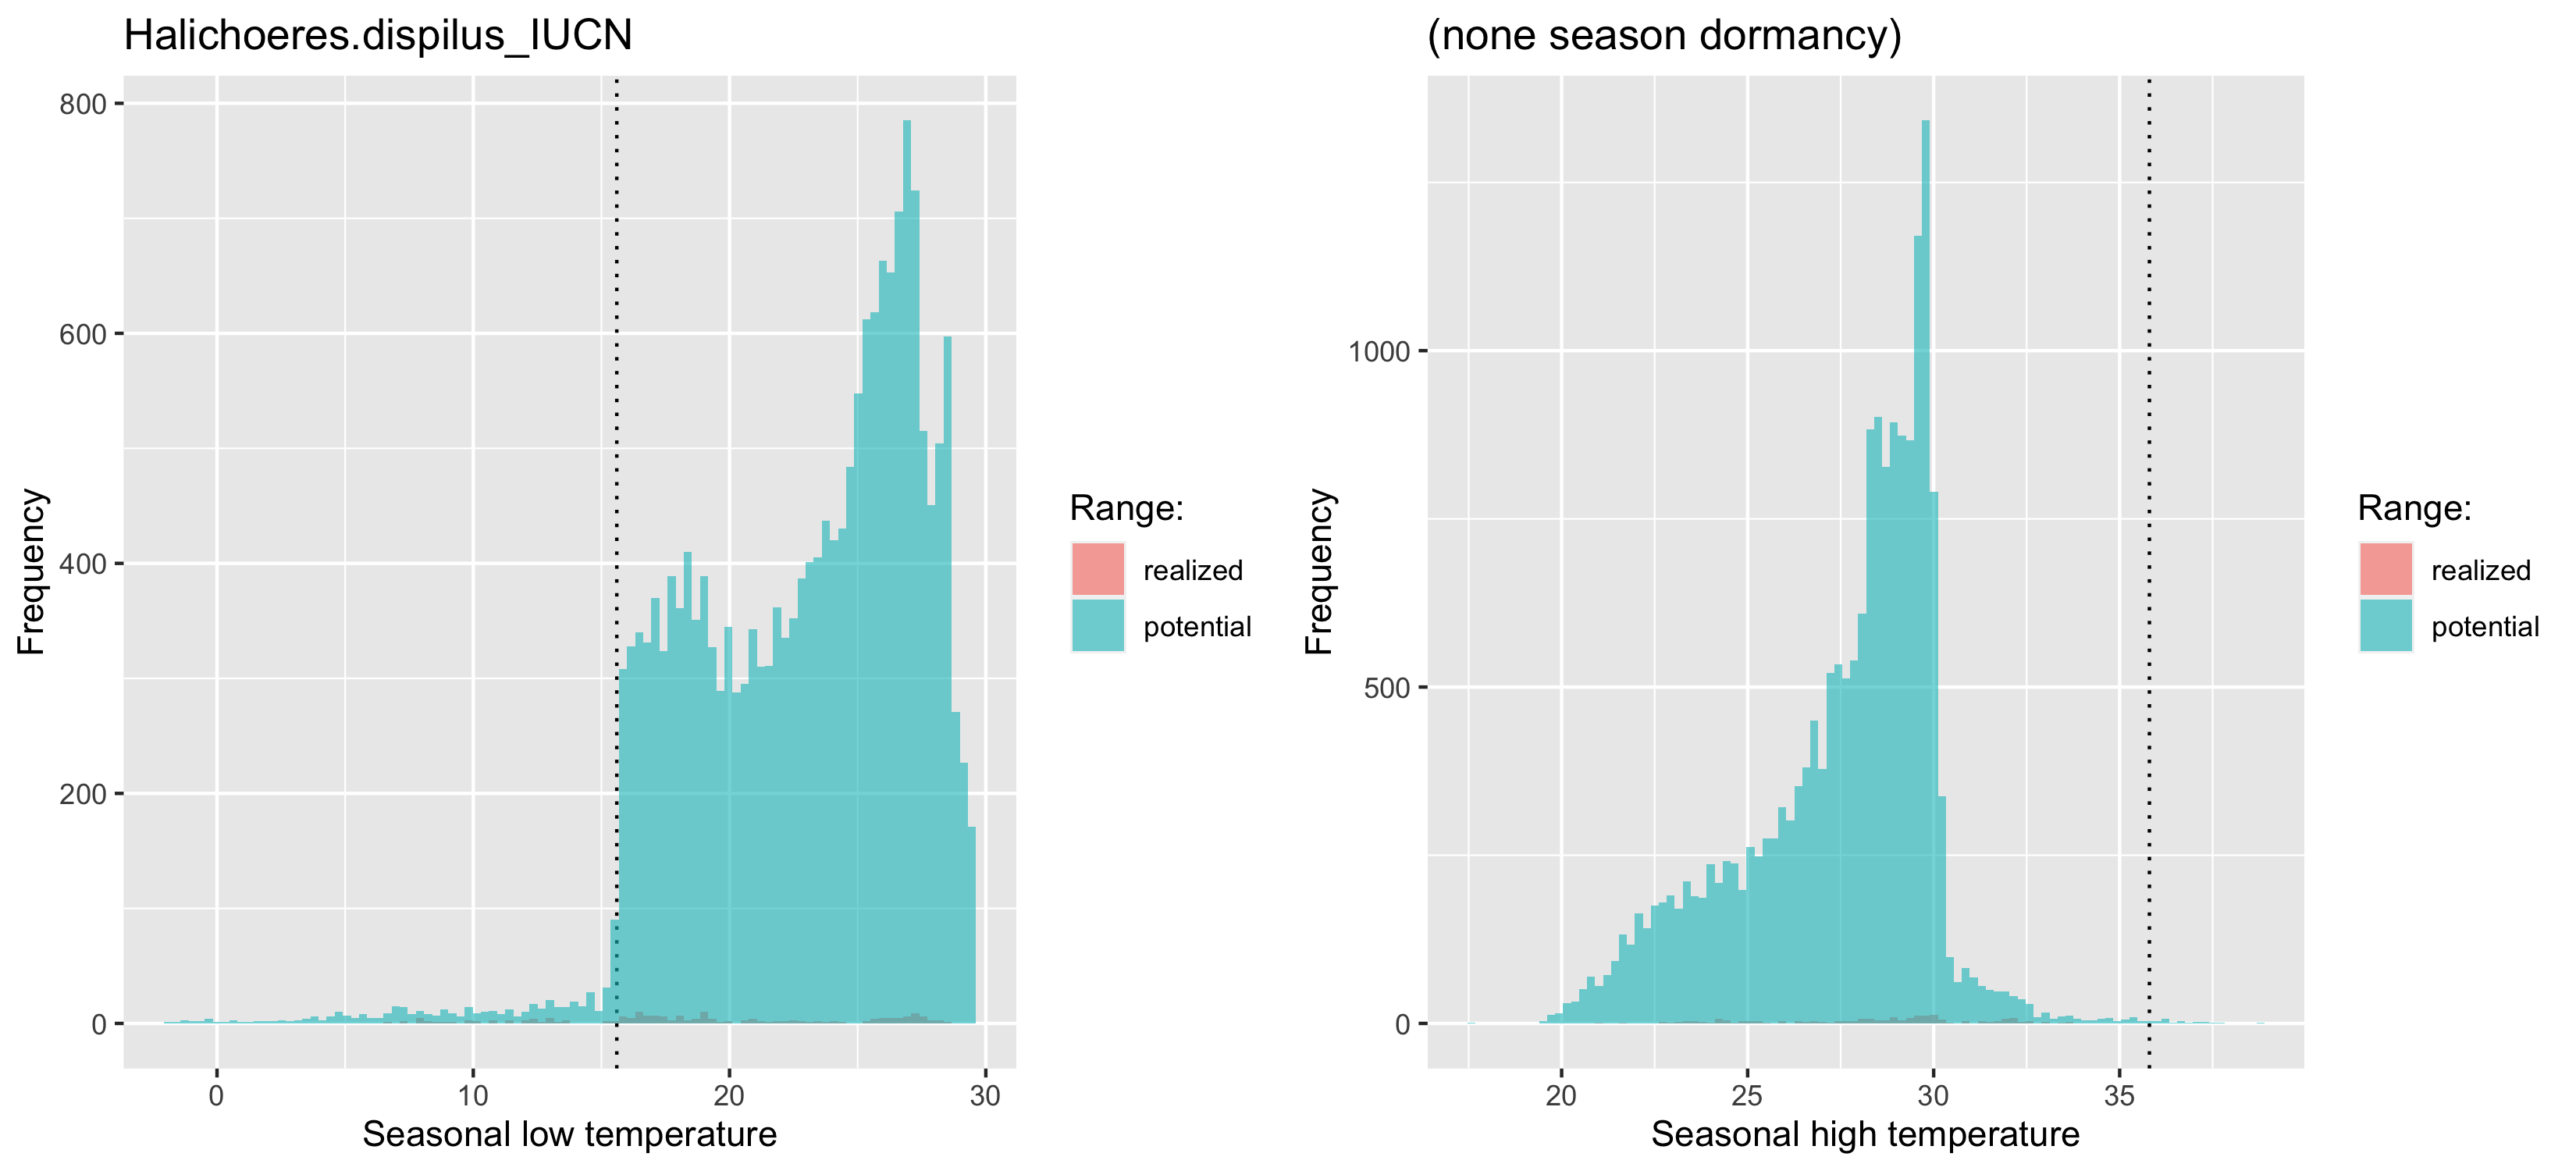 Halichoeres.dispilus_IUCN
800
600
400
200
0
Frequency
0
10
20
30
Seasonal low temperature
Range:
realized
potential
(none season dormancy)
1000
500
0
Frequency
20
25
30
35
Seasonal high temperature
Range:
realized
potential